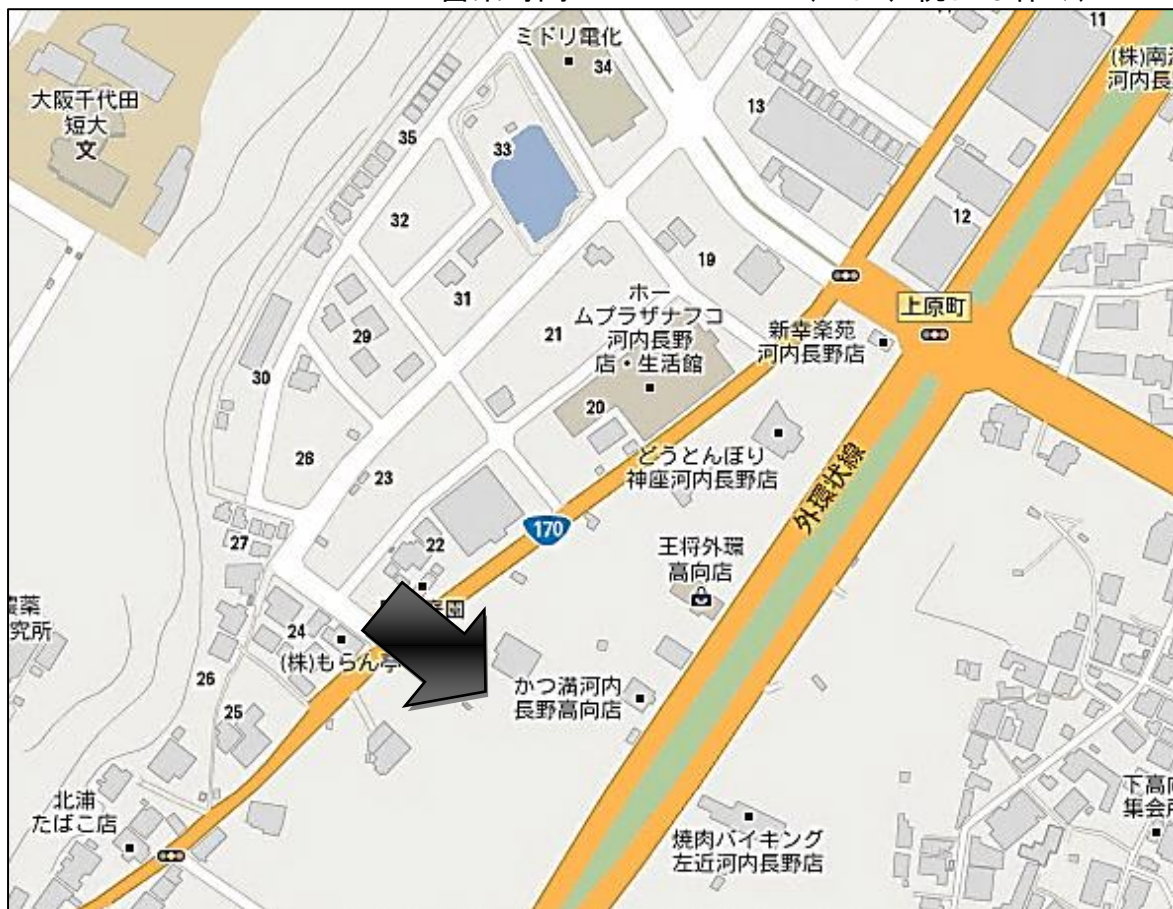 ミドリ電化
34
11
(株)南
河内長
大阪千代田
短大
文
35
33
13
32
12
19
31
ホー
ムプラザナフコ
河内長野
店・生活館
上原町
新幸楽苑
河内長野店
21
29
30
20
28
どうとんぼり
神座河内長野店
23
外環状線
170
27
22
王将外環
高向店
園
薬
究所
24
(株)もらん亭
26
25
かつ満河内
長野高向店
北浦
たばこ店
下高向
集会所
焼肉バイキング
左近河内長野店